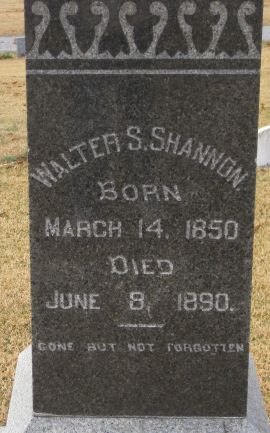 WALTER S. SHANNON.
BORN
MARCH 14, 1850
DIED
JUNE 8, 1890.
GONE BUT NOT FORGOTTEN